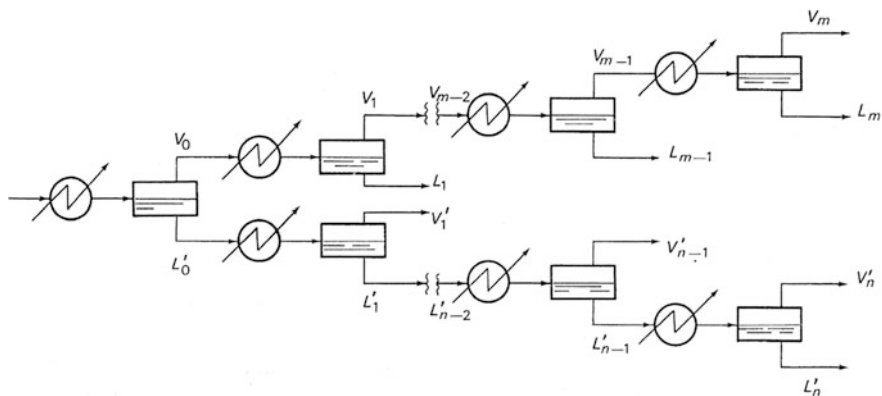 V_m
V_{m-1}
V_1
V_{m-2}
V_0
L_m
L_{m-1}
L_1
V'_1
L'_0
V'_{n-1}
L'_1
L'_{n-2}
V'_n
L'_{n-1}
L'_n